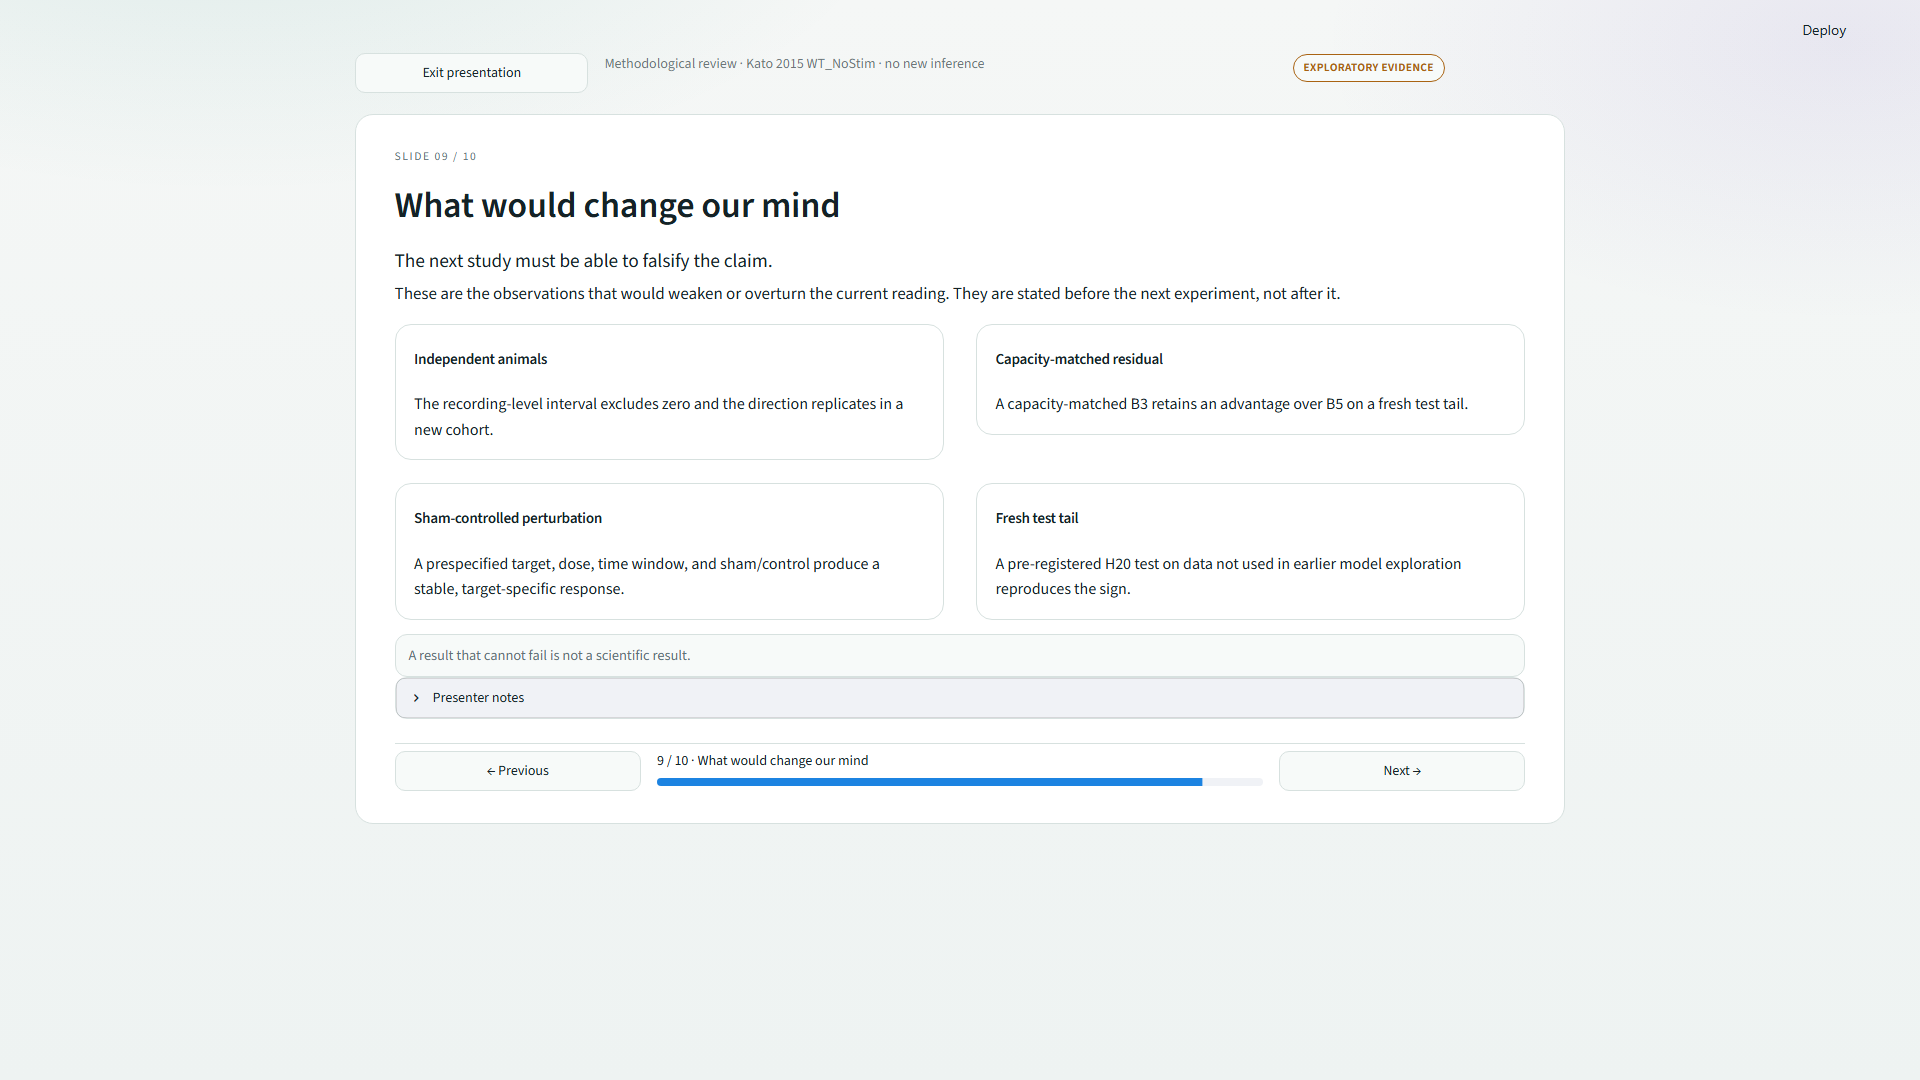 Deploy
Exit presentation
Methodological review · Kato 2015 WT_NoStim · no new inference
EXPLORATORY EVIDENCE
SLIDE 09 / 10
What would change our mind
The next study must be able to falsify the claim.
These are the observations that would weaken or overturn the current reading. They are stated before the next experiment, not after it.
Independent animals
The recording-level interval excludes zero and the direction replicates in a
new cohort.
Capacity-matched residual
A capacity-matched B3 retains an advantage over B5 on a fresh test tail.
Sham-controlled perturbation
A prespecified target, dose, time window, and sham/control produce a
stable, target-specific response.
Fresh test tail
A pre-registered H20 test on data not used in earlier model exploration
reproduces the sign.
A result that cannot fail is not a scientific result.
Presenter notes
← Previous
9 / 10 · What would change our mind
Next →